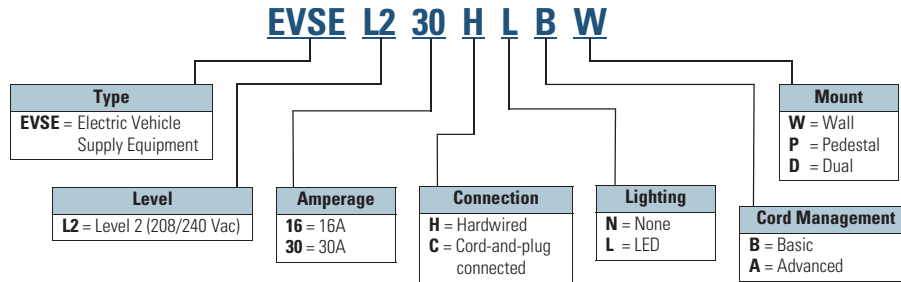 EVSE L2 30 H L B W
Type
EVSE = Electric Vehicle
Supply Equipment
Level
L2 = Level 2 (208/240 Vac)
Amperage
16 = 16A
30 = 30A
Connection
H = Hardwired
C = Cord-and-plug
connected
Lighting
N = None
L = LED
Cord Management
B = Basic
A = Advanced
Mount
W = Wall
P = Pedestal
D = Dual